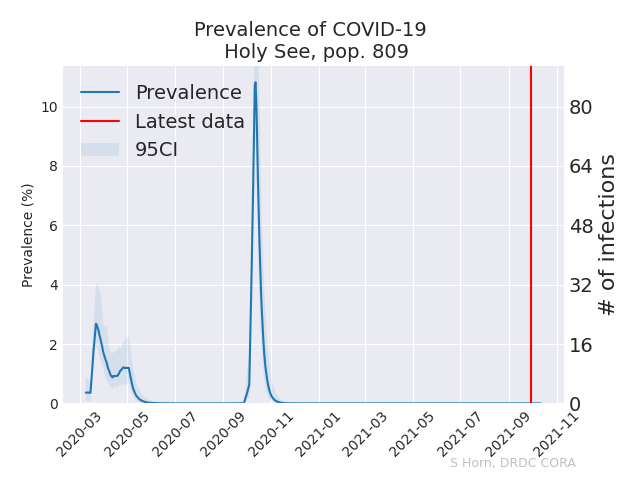 Prevalence of COVID-19
Holy See, pop. 809
Prevalence
Latest data
95CI
Prevalence (%)
10
8
6
4
2
0
80
64
48
32
16
0
# of infections
2020-03
2020-05
2020-07
2020-09
2020-11
2021-01
2021-03
2021-05
2021-07
2021-09
2021-11
S Horn, DRDC CORA